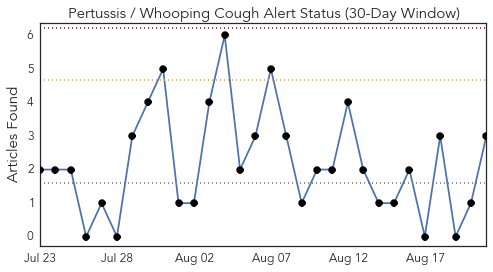 Pertussis / Whooping Cough Alert Status (30-Day Window)
Articles Found
6
5
4
3
2
1
0
Jul 23 Jul 28 Aug 02 Aug 07 Aug 12 Aug 17